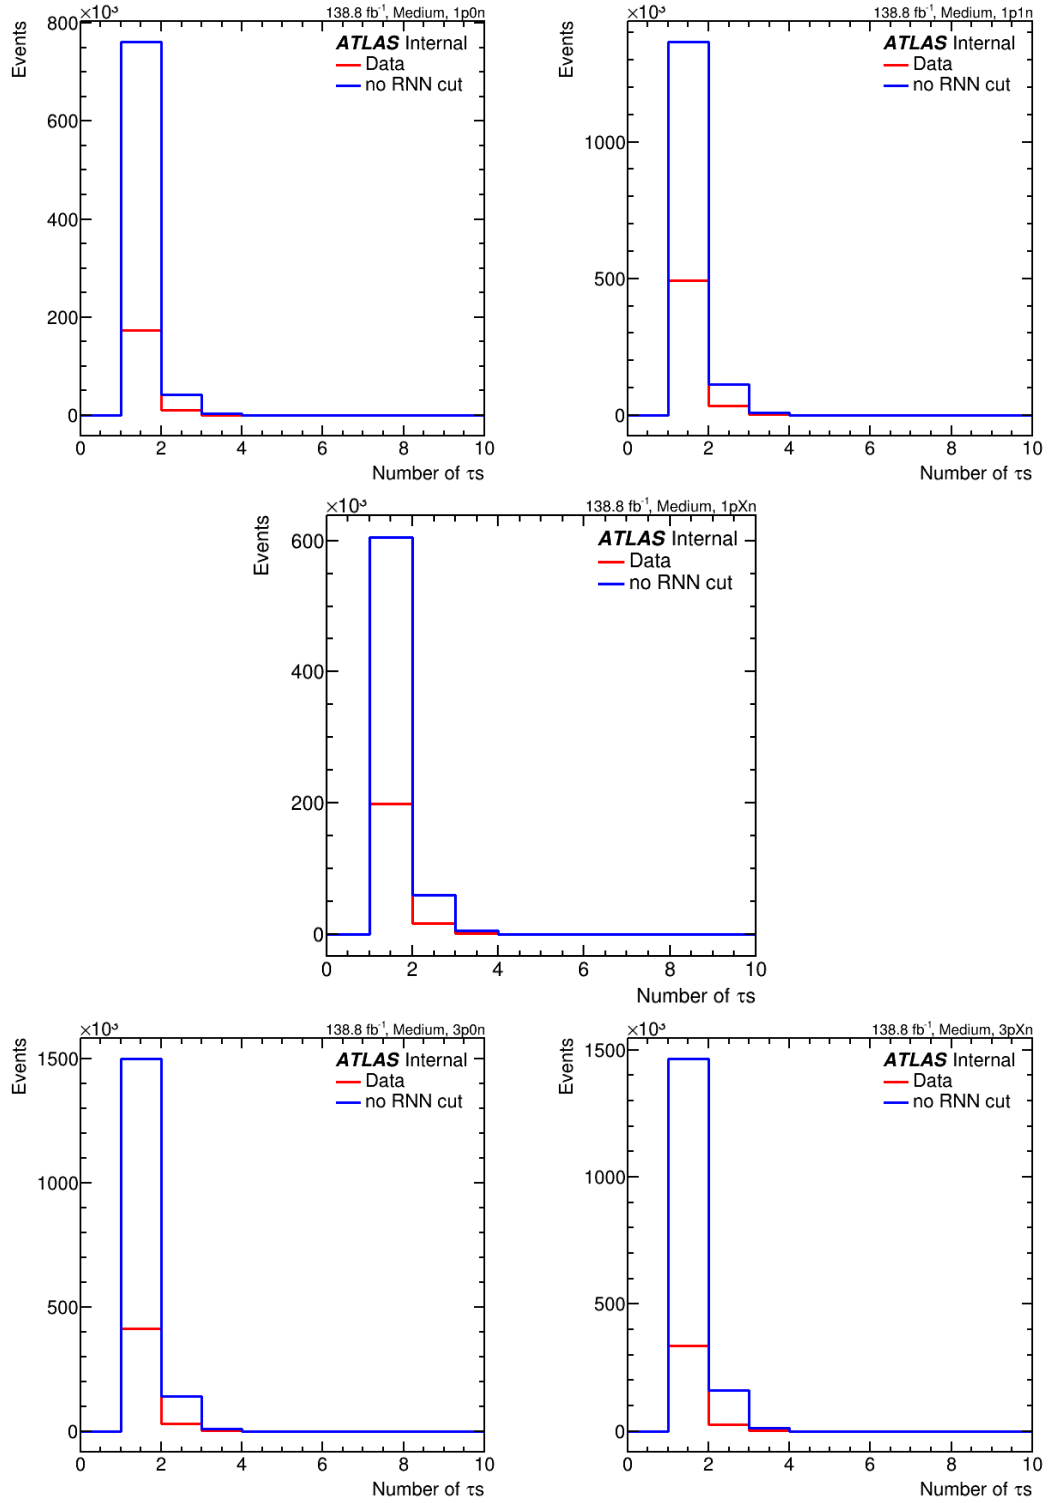 ×10³
138.8 fb⁻¹, Medium, 1p0n
Events
ATLAS Internal
Data
no RNN cut
800
600
400
200
0
0 2 4 6 8 10
Number of τs
×10³
138.8 fb⁻¹, Medium, 1p1n
Events
ATLAS Internal
Data
no RNN cut
1000
500
0
0 2 4 6 8 10
Number of τs
×10³
138.8 fb⁻¹, Medium, 1pXn
Events
ATLAS Internal
Data
no RNN cut
600
400
200
0
0 2 4 6 8 10
Number of τs
×10³
138.8 fb⁻¹, Medium, 3p0n
Events
ATLAS Internal
Data
no RNN cut
1500
1000
500
0
0 2 4 6 8 10
Number of τs
×10³
138.8 fb⁻¹, Medium, 3pXn
Events
ATLAS Internal
Data
no RNN cut
1500
1000
500
0
0 2 4 6 8 10
Number of τs